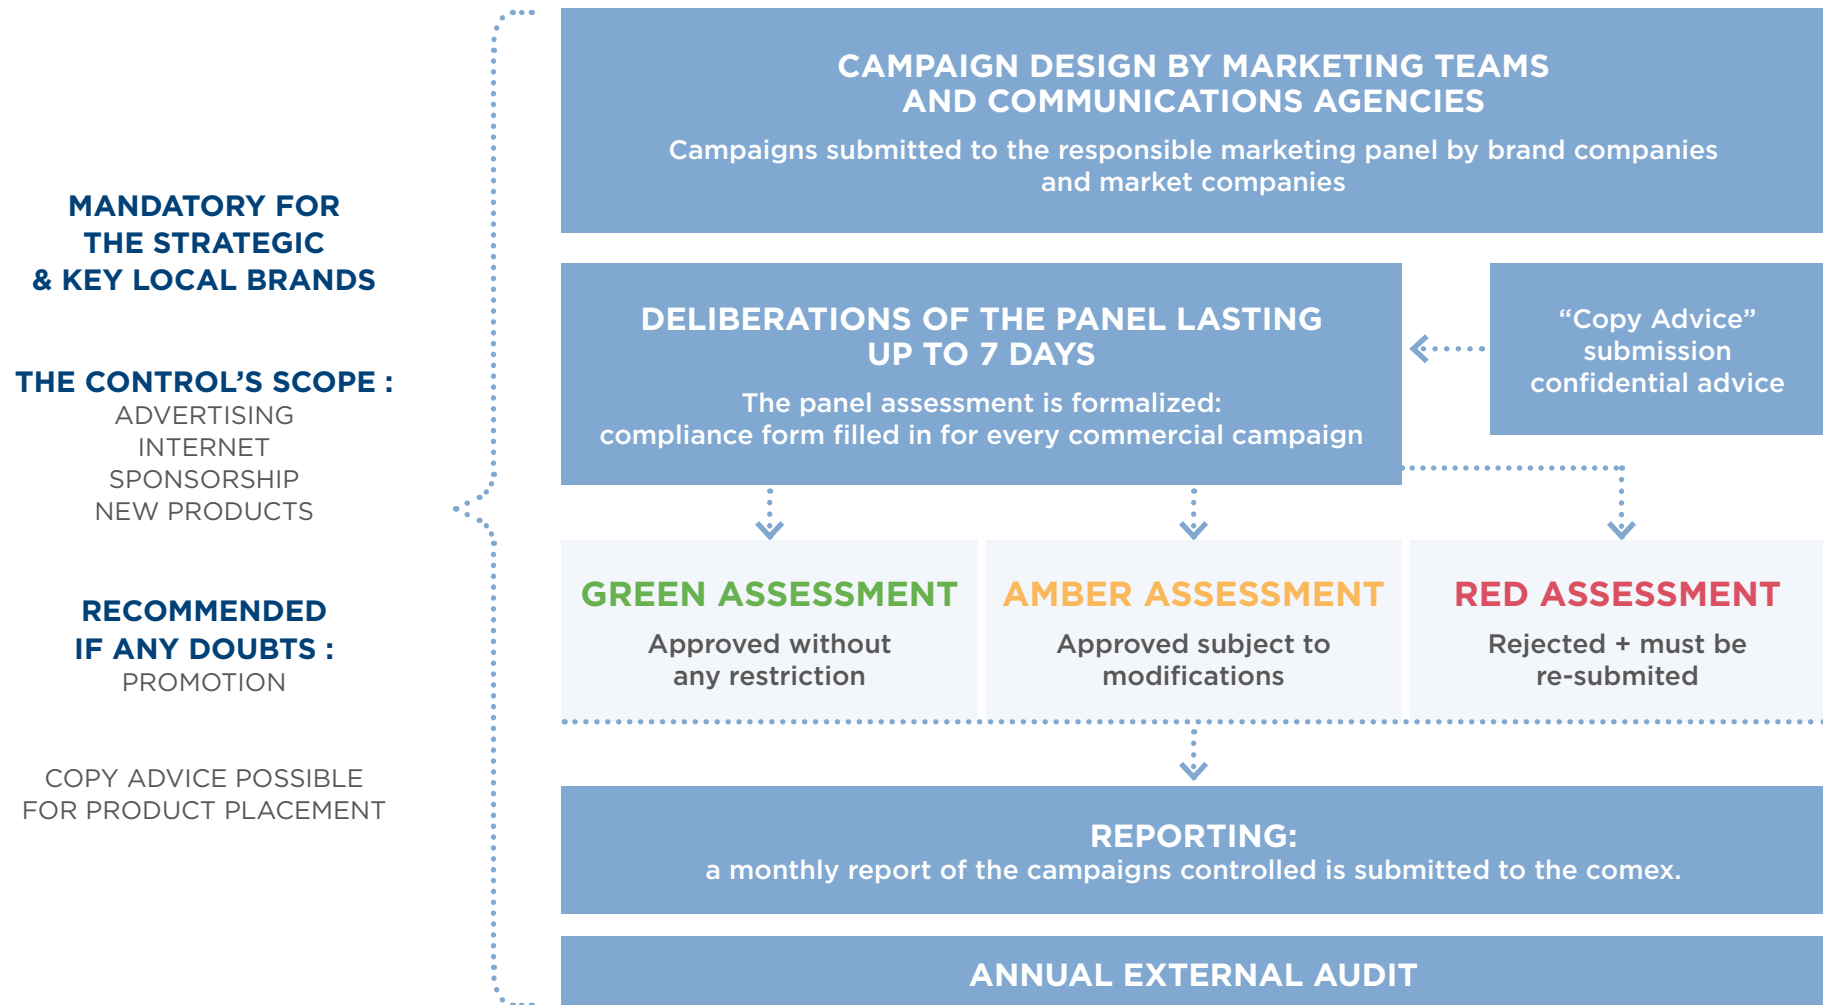 MANDATORY FOR
THE STRATEGIC
& KEY LOCAL BRANDS
THE CONTROL’S SCOPE :
ADVERTISING
INTERNET
SPONSORSHIP
NEW PRODUCTS
RECOMMENDED
IF ANY DOUBTS :
PROMOTION
COPY ADVICE POSSIBLE
FOR PRODUCT PLACEMENT
CAMPAIGN DESIGN BY MARKETING TEAMS
AND COMMUNICATIONS AGENCIES
Campaigns submitted to the responsible marketing panel by brand companies
and market companies
DELIBERATIONS OF THE PANEL LASTING
UP TO 7 DAYS
The panel assessment is formalized:
compliance form filled in for every commercial campaign
“Copy Advice”
submission
confidential advice
GREEN ASSESSMENT
Approved without
any restriction
AMBER ASSESSMENT
Approved subject to
modifications
RED ASSESSMENT
Rejected + must be
re-submited
REPORTING:
a monthly report of the campaigns controlled is submitted to the comex.
ANNUAL EXTERNAL AUDIT